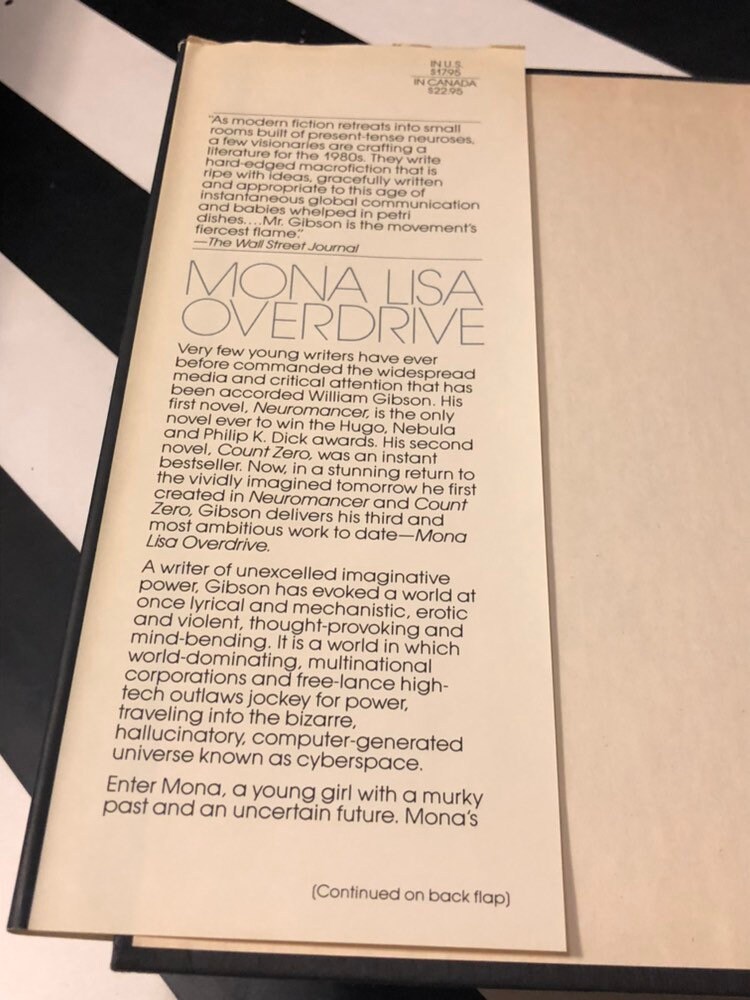 IN U.S.
$17.95
IN CANADA
$22.95
"As modern fiction retreats into small
rooms built of present-tense neuroses,
a few visionaries are crafting a
literature for the 1980s. They write
hard-edged macrofiction that is
ripe with ideas, gracefully written
and appropriate to this age of
instantaneous global communication
and babies whelped in petri
dishes....Mr. Gibson is the movement's
fiercest flame."
—The Wall Street Journal
MONA LISA
OVERDRIVE
Very few young writers have ever
before commanded the widespread
media and critical attention that has
been accorded William Gibson. His
first novel, Neuromancer, is the only
novel ever to win the Hugo, Nebula
and Philip K. Dick awards. His second
novel, Count Zero, was an instant
bestseller. Now, in a stunning return to
the vividly imagined tomorrow he first
created in Neuromancer and Count
Zero, Gibson delivers his third and
most ambitious work to date—Mona
Lisa Overdrive.
A writer of unexcelled imaginative
power, Gibson has evoked a world at
once lyrical and mechanistic, erotic
and violent, thought-provoking and
mind-bending. It is a world in which
world-dominating, multinational
corporations and free-lance high-
tech outlaws jockey for power,
traveling into the bizarre,
hallucinatory, computer-generated
universe known as cyberspace.
Enter Mona, a young girl with a murky
past and an uncertain future. Mona's
(Continued on back flap)